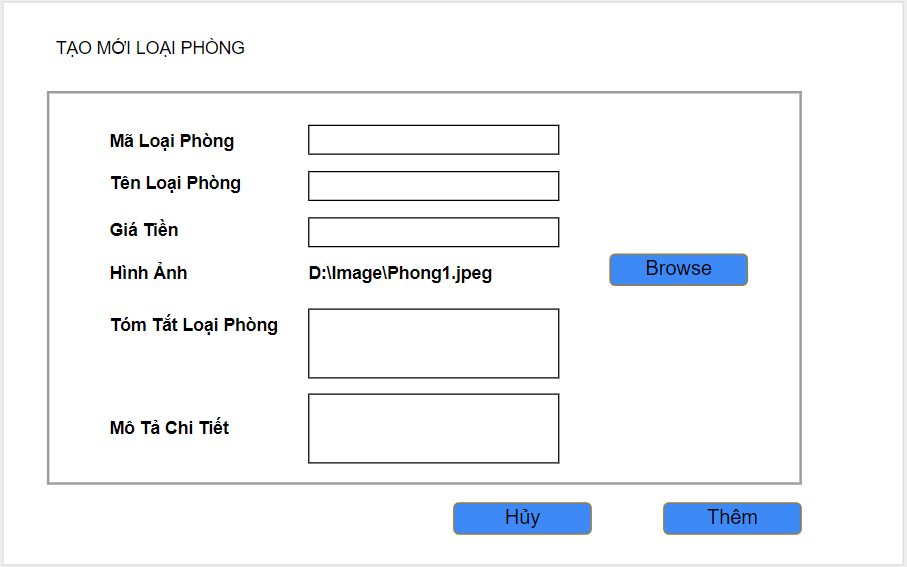 TẠO MỚI LOẠI PHÒNG
Mã Loại Phòng
Tên Loại Phòng
Giá Tiền
Hình Ảnh D:\Image\Phong1.jpeg Browse
Tóm Tắt Loại Phòng
Mô Tả Chi Tiết
Hủy Thêm